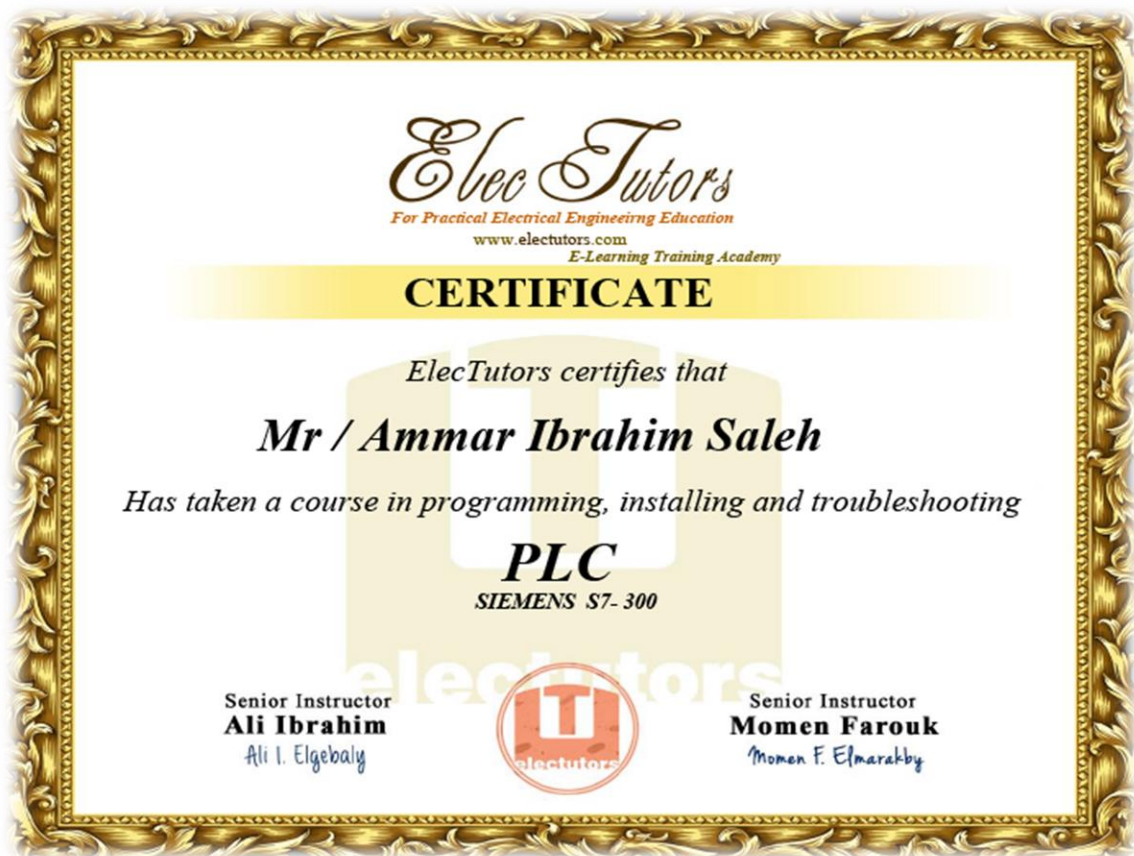 Elec Tutors
For Practical Electrical Engineeirng Education
www.electutors.com
E-Learning Training Academy
CERTIFICATE
ElecTutors certifies that
Mr / Ammar Ibrahim Saleh
Has taken a course in programming, installing and troubleshooting
PLC
SIEMENS S7-300
electutors
Senior Instructor
Ali Ibrahim
Ali I. Elgebaly
electutors
Senior Instructor
Momen Farouk
Momen F. Elmarakby